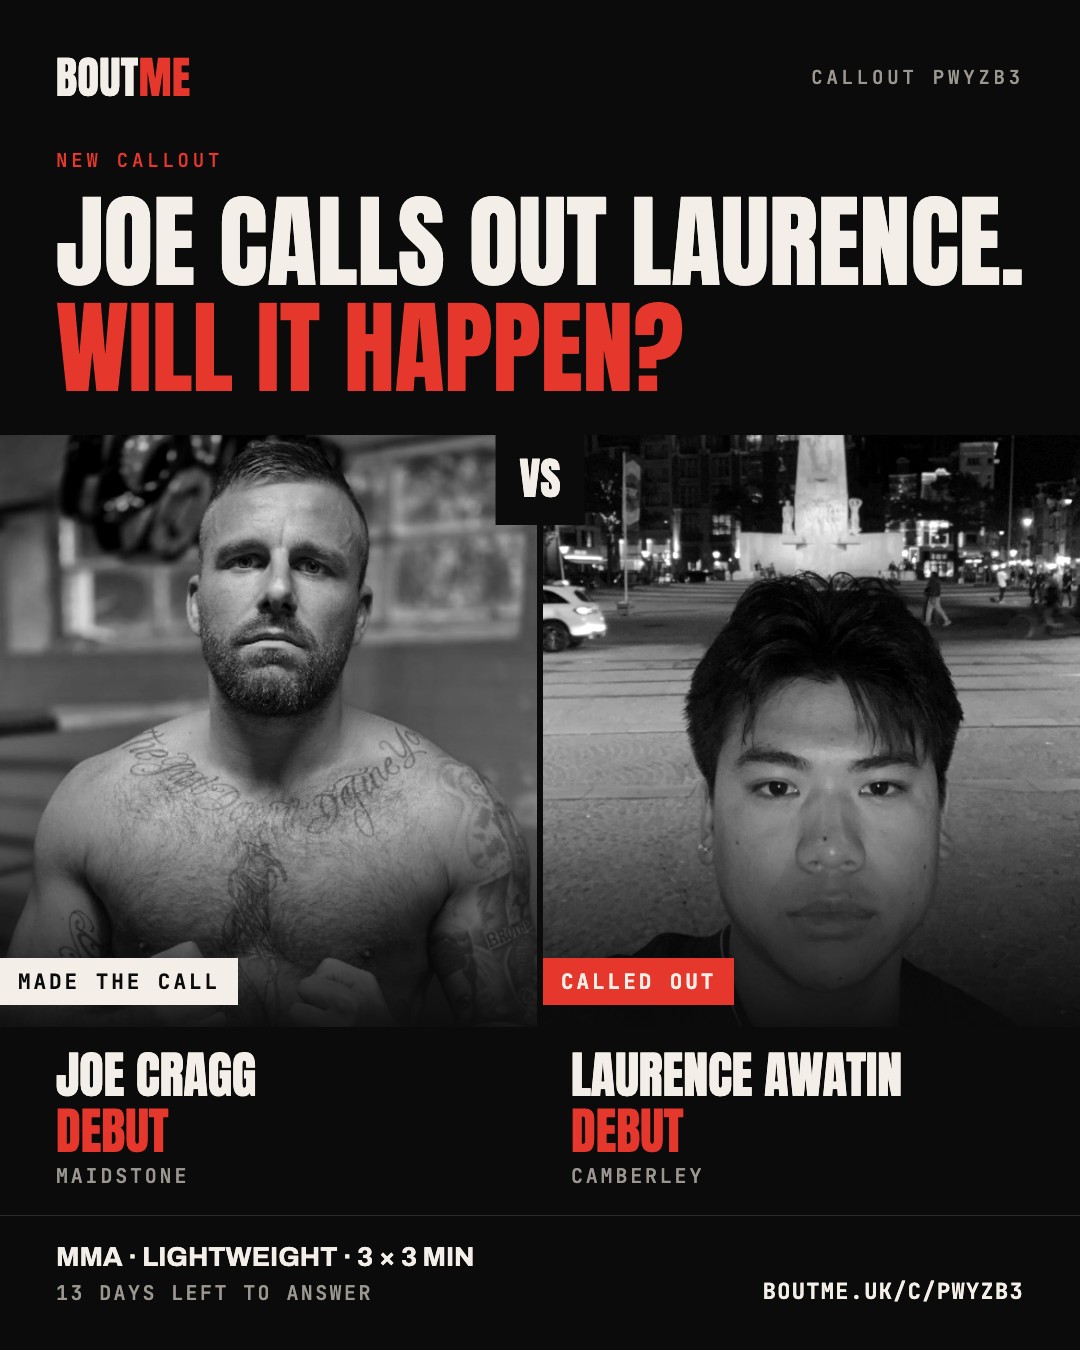 BOUTME
CALLOUT PWYZB3
NEW CALLOUT
JOE CALLS OUT LAURENCE.
WILL IT HAPPEN?
VS
MADE THE CALL
CALLED OUT
JOE CRAGG
DEBUT
MAIDSTONE
LAURENCE AWATIN
DEBUT
CAMBERLEY
MMA · LIGHTWEIGHT · 3 × 3 MIN
13 DAYS LEFT TO ANSWER
BOUTME.UK/C/PWYZB3